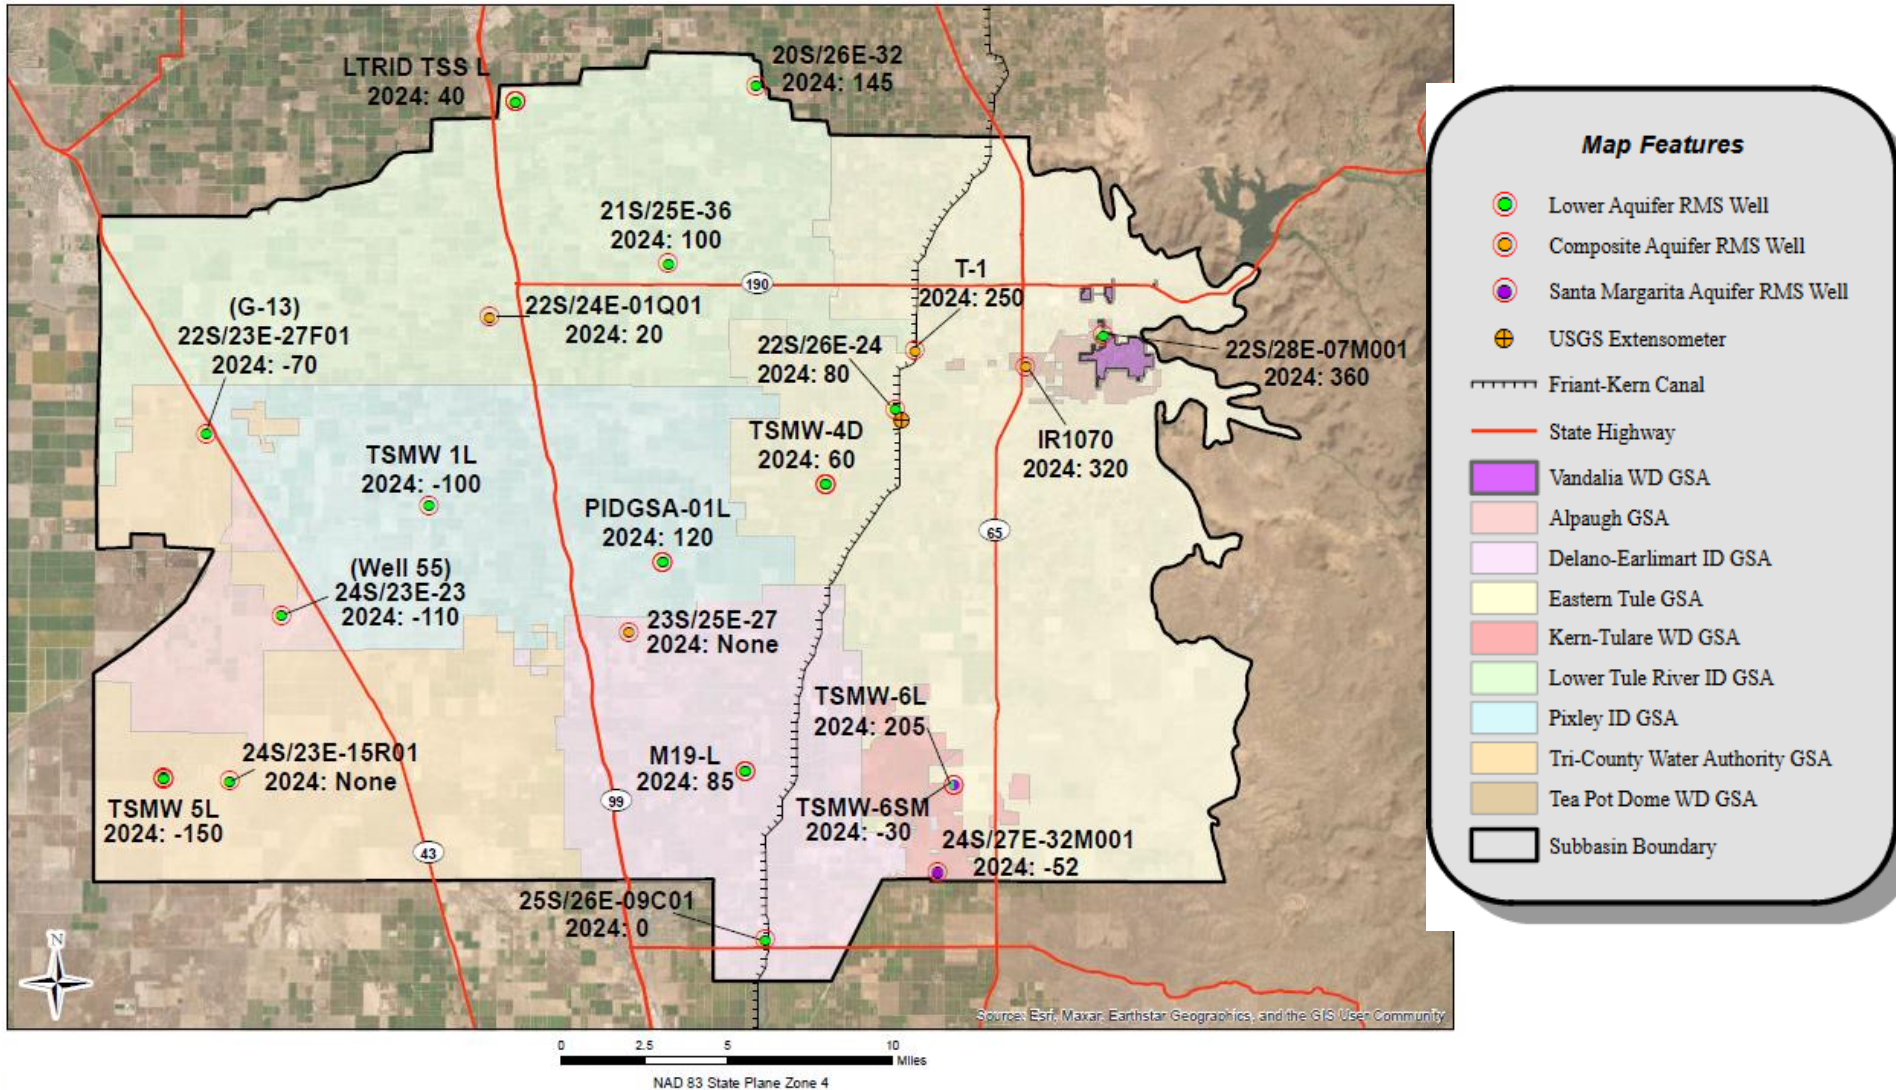 LTRID TSS L
2024: 40
20S/26E-32
2024: 145
21S/25E-36
2024: 100
190
T-1
2024: 250
(G-13)
22S/23E-27F01
2024: -70
22S/24E-01Q01
2024: 20
22S/26E-24
2024: 80
22S/28E-07M001
2024: 360
TSMW-4D
2024: 60
IR1070
2024: 320
TSMW 1L
2024: -100
PIDGSA-01L
2024: 120
65
(Well 55)
24S/23E-23
2024: -110
23S/25E-27
2024: None
TSMW-6L
2024: 205
24S/23E-15R01
2024: None
M19-L
2024: 85
TSMW 5L
2024: -150
99
TSMW-6SM
2024: -30
43
24S/27E-32M001
2024: -52
25S/26E-09C01
2024: 0
N
Source: Esri, Maxar, Earthstar Geographics, and the GIS User Community
0 2.5 5 10
Miles
NAD 83 State Plane Zone 4
Map Features
Lower Aquifer RMS Well
Composite Aquifer RMS Well
Santa Margarita Aquifer RMS Well
USGS Extensometer
Friant-Kern Canal
State Highway
Vandalia WD GSA
Alpaugh GSA
Delano-Earlimart ID GSA
Eastern Tule GSA
Kern-Tulare WD GSA
Lower Tule River ID GSA
Pixley ID GSA
Tri-County Water Authority GSA
Tea Pot Dome WD GSA
Subbasin Boundary